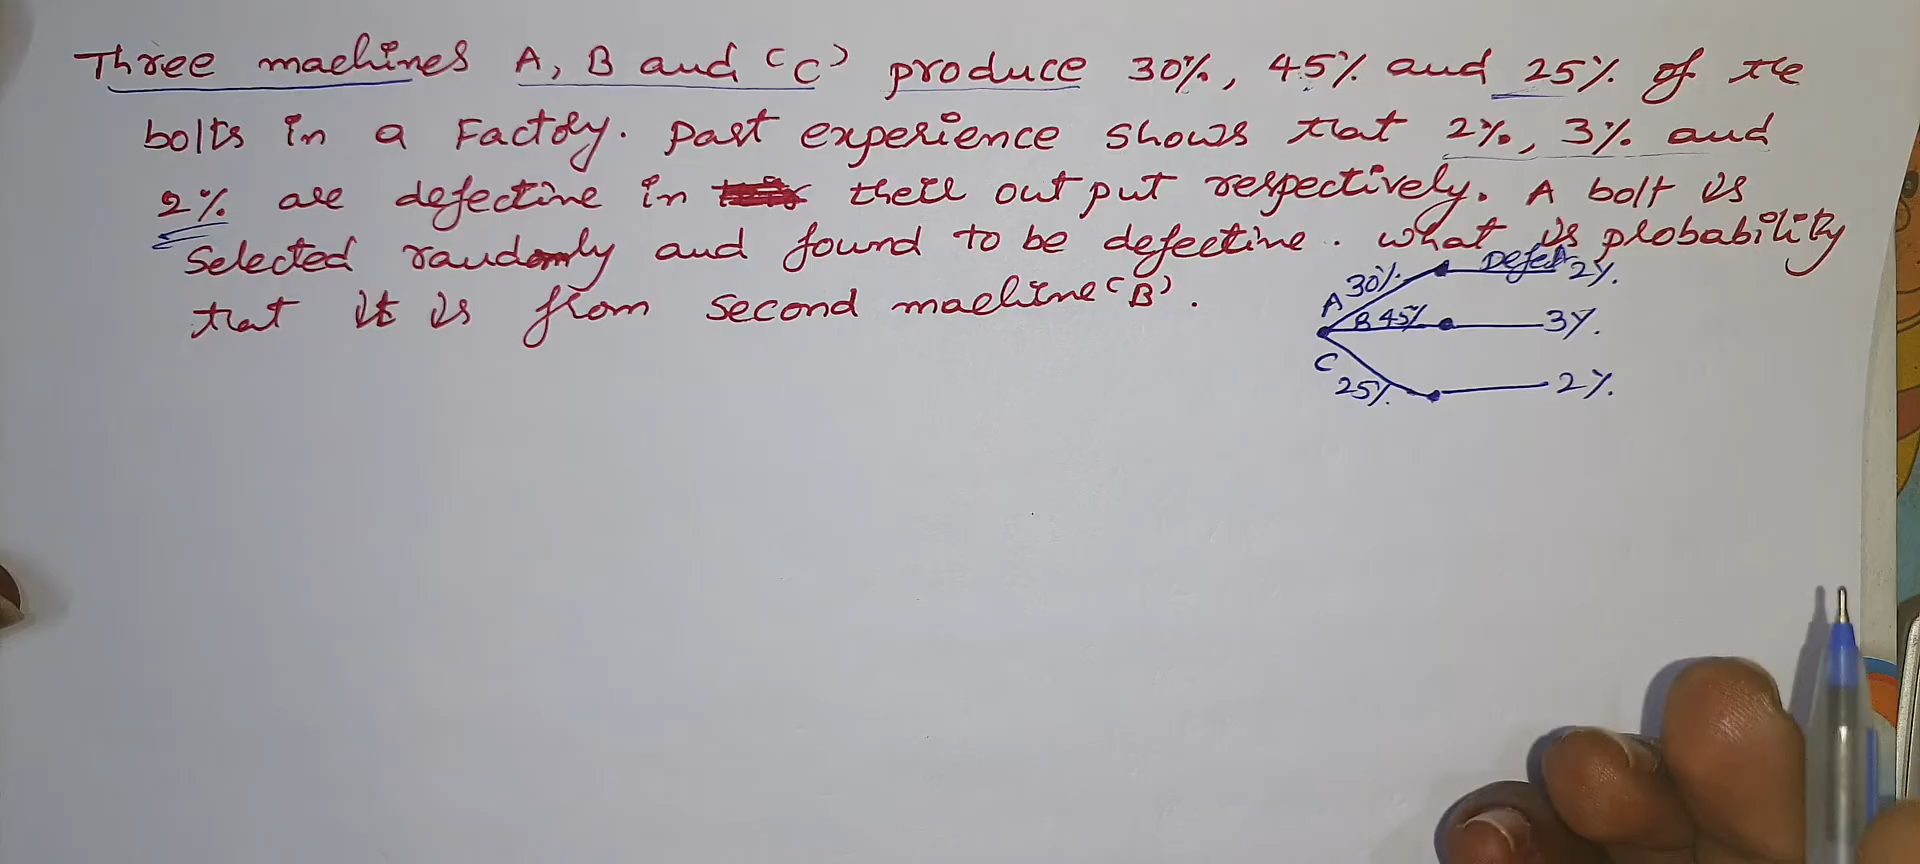 Three machines A, B and 'C' produce 30%, 45% and 25% of the
bolts in a Factory. Past experience shows that 2%, 3% and
2% are defective in their out put respectively. A bolt is
selected randomly and found to be defective. what is probability
that it is from second machine 'B'.
A 30% Defect 2%.
B 45% 3%.
C 25% 2%.